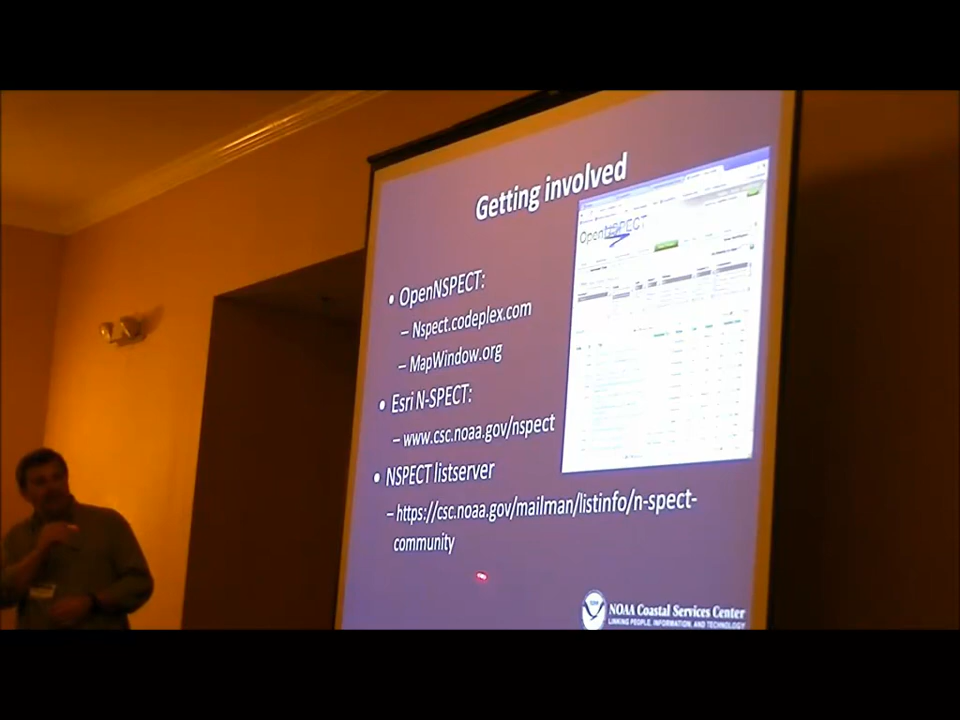 Getting involved
OpenNSPECT
• OpenNSPECT:
– Nspect.codeplex.com
– MapWindow.org
• Esri N-SPECT:
– www.csc.noaa.gov/nspect
• NSPECT listserver
– https://csc.noaa.gov/mailman/listinfo/n-spect-
community
NOAA Coastal Services Center
LINKING PEOPLE, INFORMATION, AND TECHNOLOGY